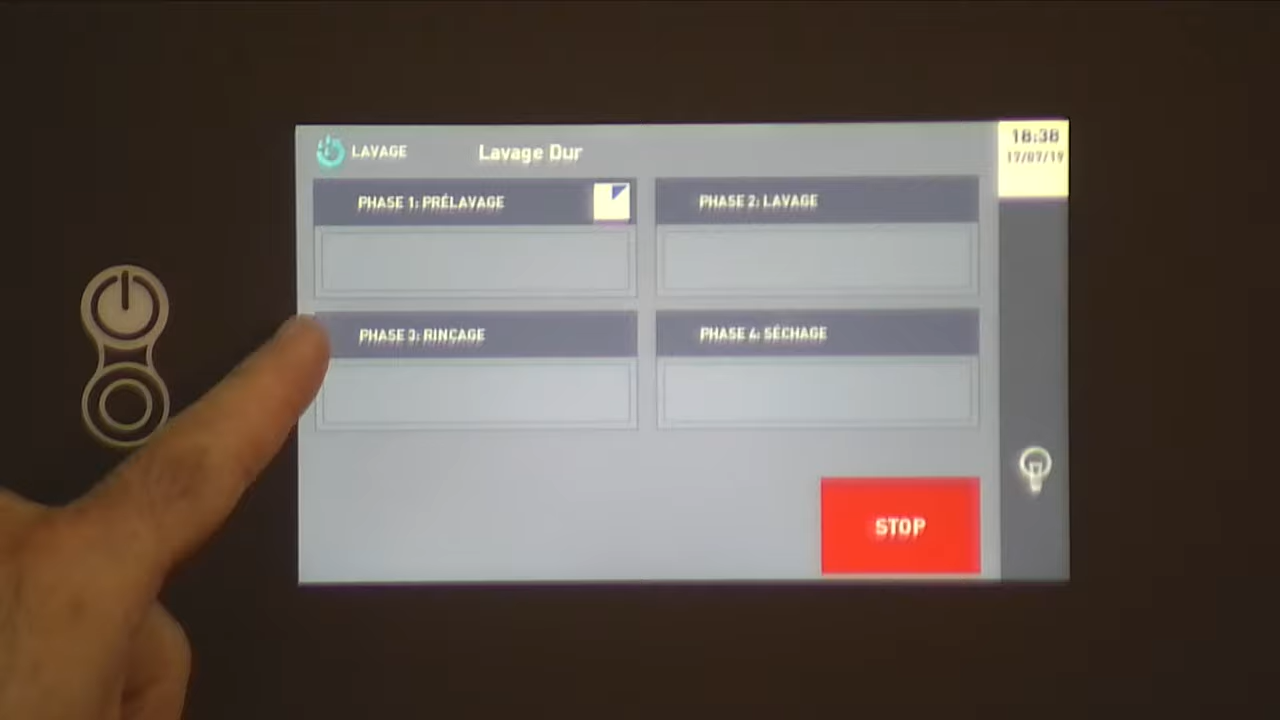 LAVAGE
Lavage Dur
18:38
17/07/19
PHASE 1: PRÉLAVAGE
PHASE 2: LAVAGE
PHASE 3: RINÇAGE
PHASE 4: SÉCHAGE
STOP